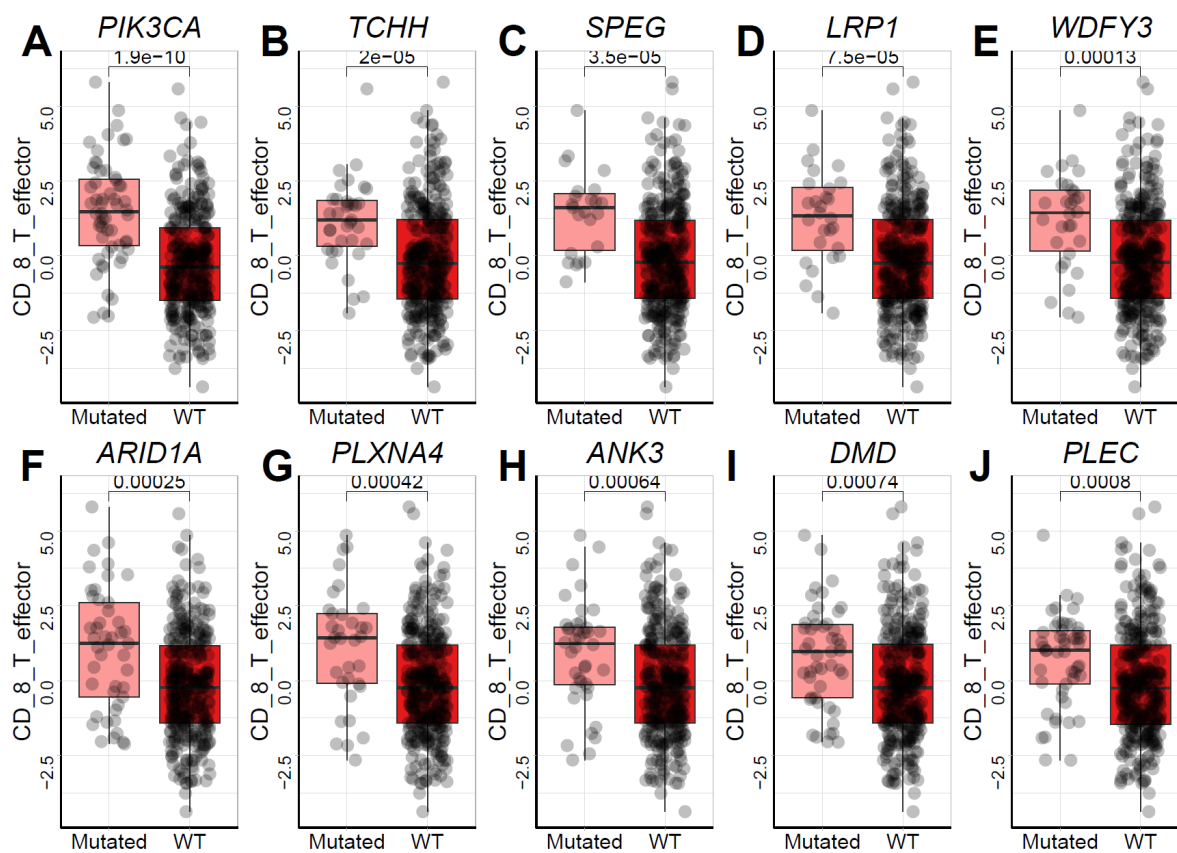 A PIK3CA B TCHH C SPEG D LRP1 E WDFY3
1.9e−10 2e−05 3.5e−05 7.5e−05 0.00013
CD_8_T_effector CD_8_T_effector CD_8_T_effector CD_8_T_effector CD_8_T_effector
5.0 5.0 5.0 5.0 5.0
2.5 2.5 2.5 2.5 2.5
0.0 0.0 0.0 0.0 0.0
−2.5 −2.5 −2.5 −2.5 −2.5
Mutated WT Mutated WT Mutated WT Mutated WT Mutated WT
F ARID1A G PLXNA4 H ANK3 I DMD J PLEC
0.00025 0.00042 0.00064 0.00074 0.0008
CD_8_T_effector CD_8_T_effector CD_8_T_effector CD_8_T_effector CD_8_T_effector
5.0 5.0 5.0 5.0 5.0
2.5 2.5 2.5 2.5 2.5
0.0 0.0 0.0 0.0 0.0
−2.5 −2.5 −2.5 −2.5 −2.5
Mutated WT Mutated WT Mutated WT Mutated WT Mutated WT